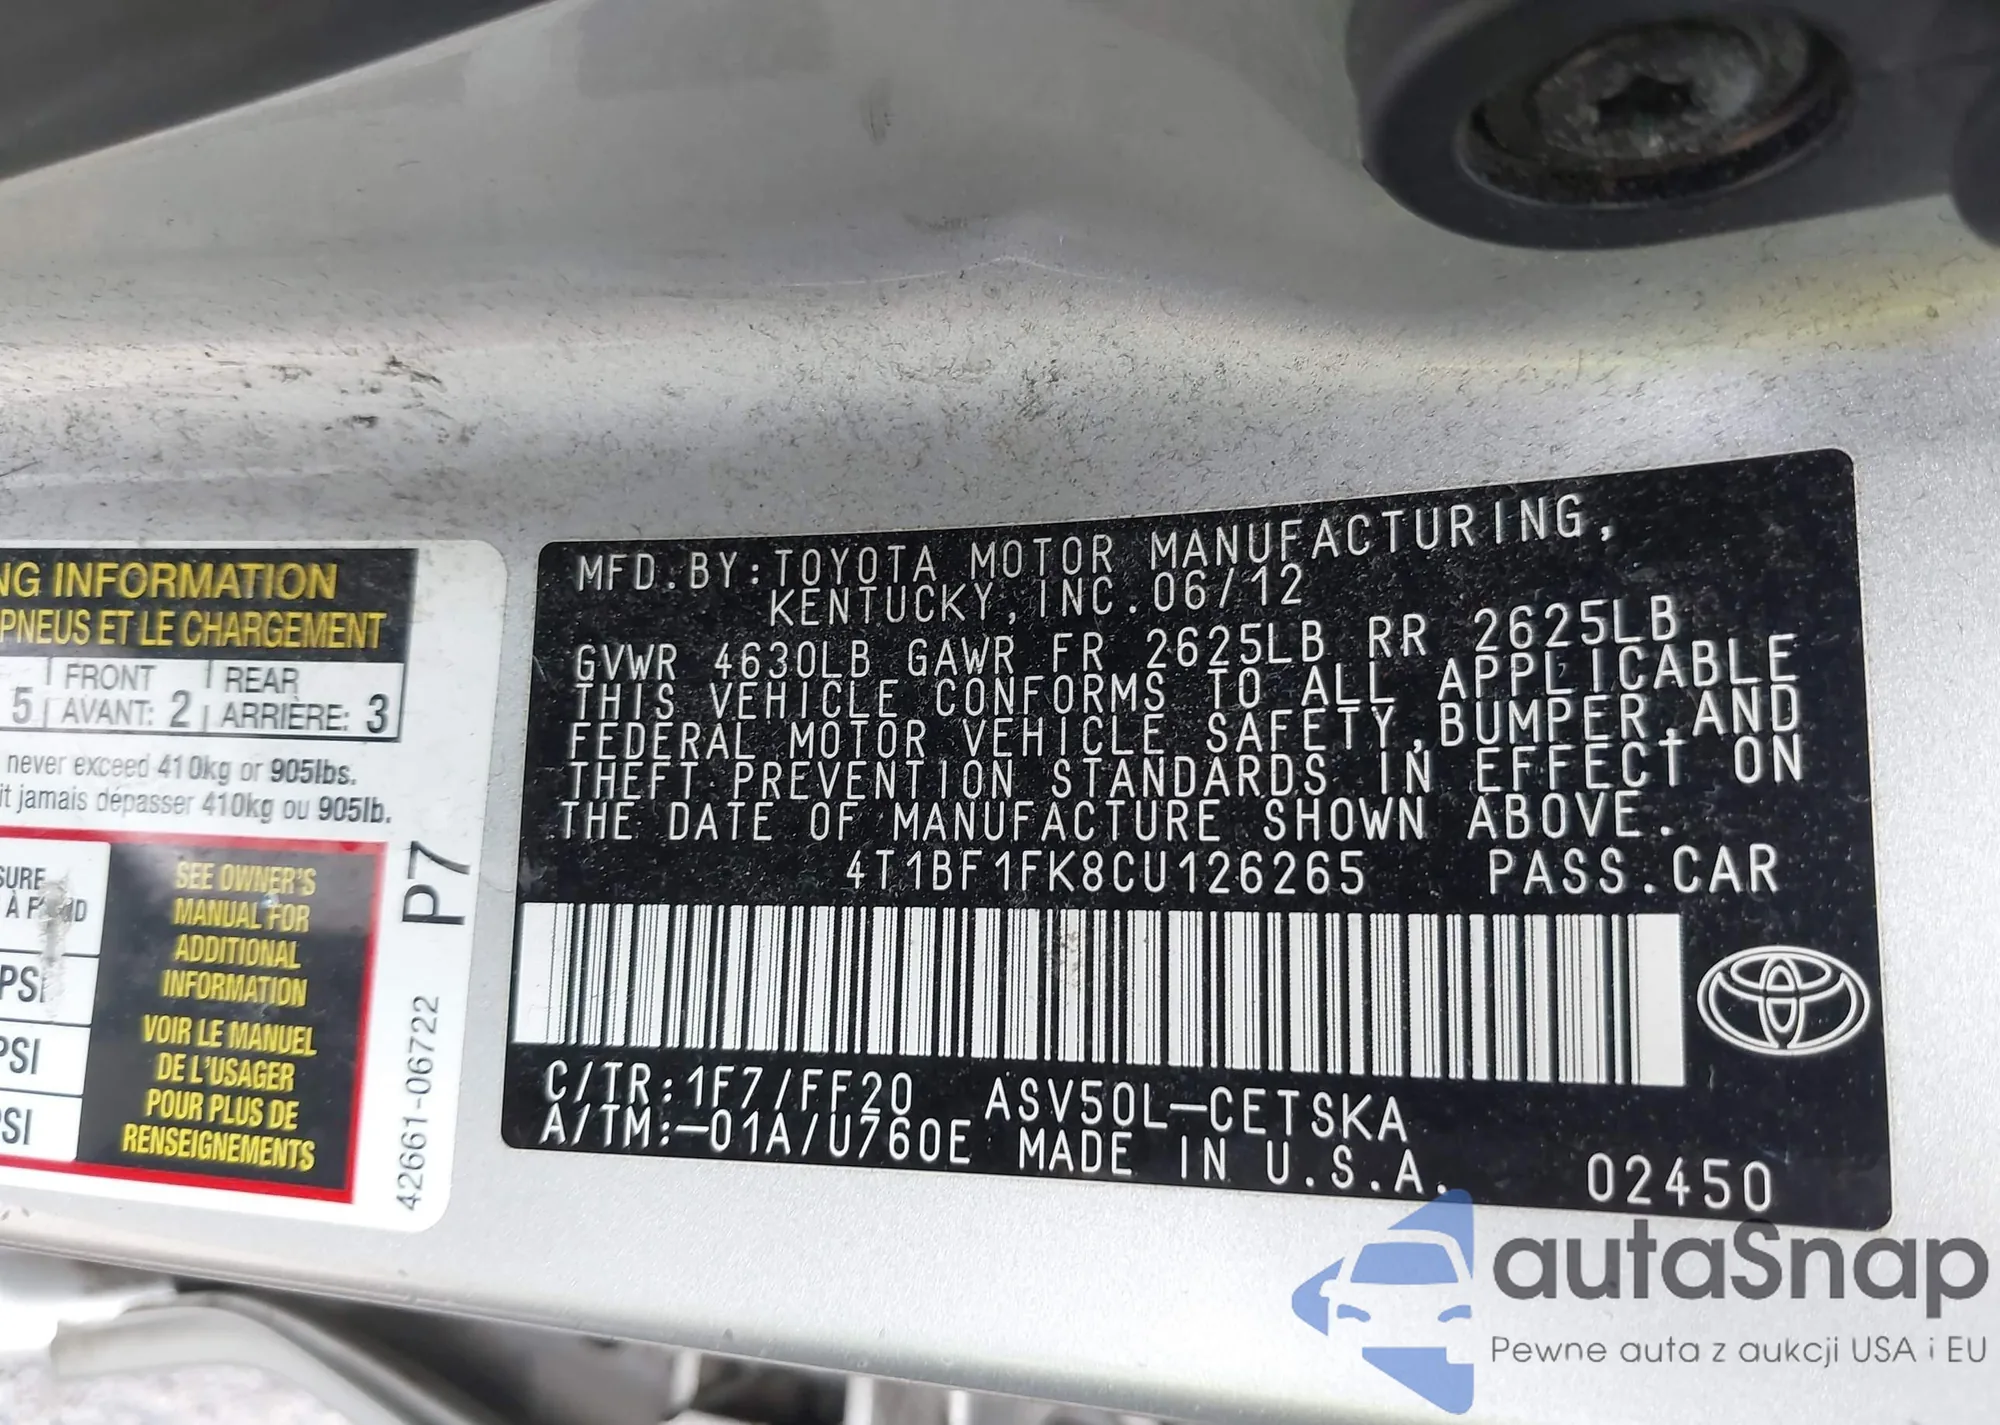 NG INFORMATION
PNEUS ET LE CHARGEMENT
5 FRONT REAR
AVANT: 2 ARRIÈRE: 3
never exceed 410kg or 905lbs.
it jamais dépasser 410kg ou 905lb.
SURE
PSI
PSI
PSI
SEE OWNER'S
MANUAL FOR
ADDITIONAL
INFORMATION
VOIR LE MANUEL
DE L'USAGER
POUR PLUS DE
RENSEIGNEMENTS
P7
42661-06722
MFD.BY:TOYOTA MOTOR MANUFACTURING,
KENTUCKY,INC.06/12
GVWR 4630LB GAWR FR 2625LB RR 2625LB
THIS VEHICLE CONFORMS TO ALL APPLICABLE
FEDERAL MOTOR VEHICLE SAFETY,BUMPER,AND
THEFT PREVENTION STANDARDS IN EFFECT ON
THE DATE OF MANUFACTURE SHOWN ABOVE.
4T1BF1FK8CU126265 PASS.CAR
C/TR:1F7/FF20 ASV50L-CETSKA
A/TM:-01A/U760E MADE IN U.S.A.
02450
autaSnap
Pewne auta z aukcji USA i EU